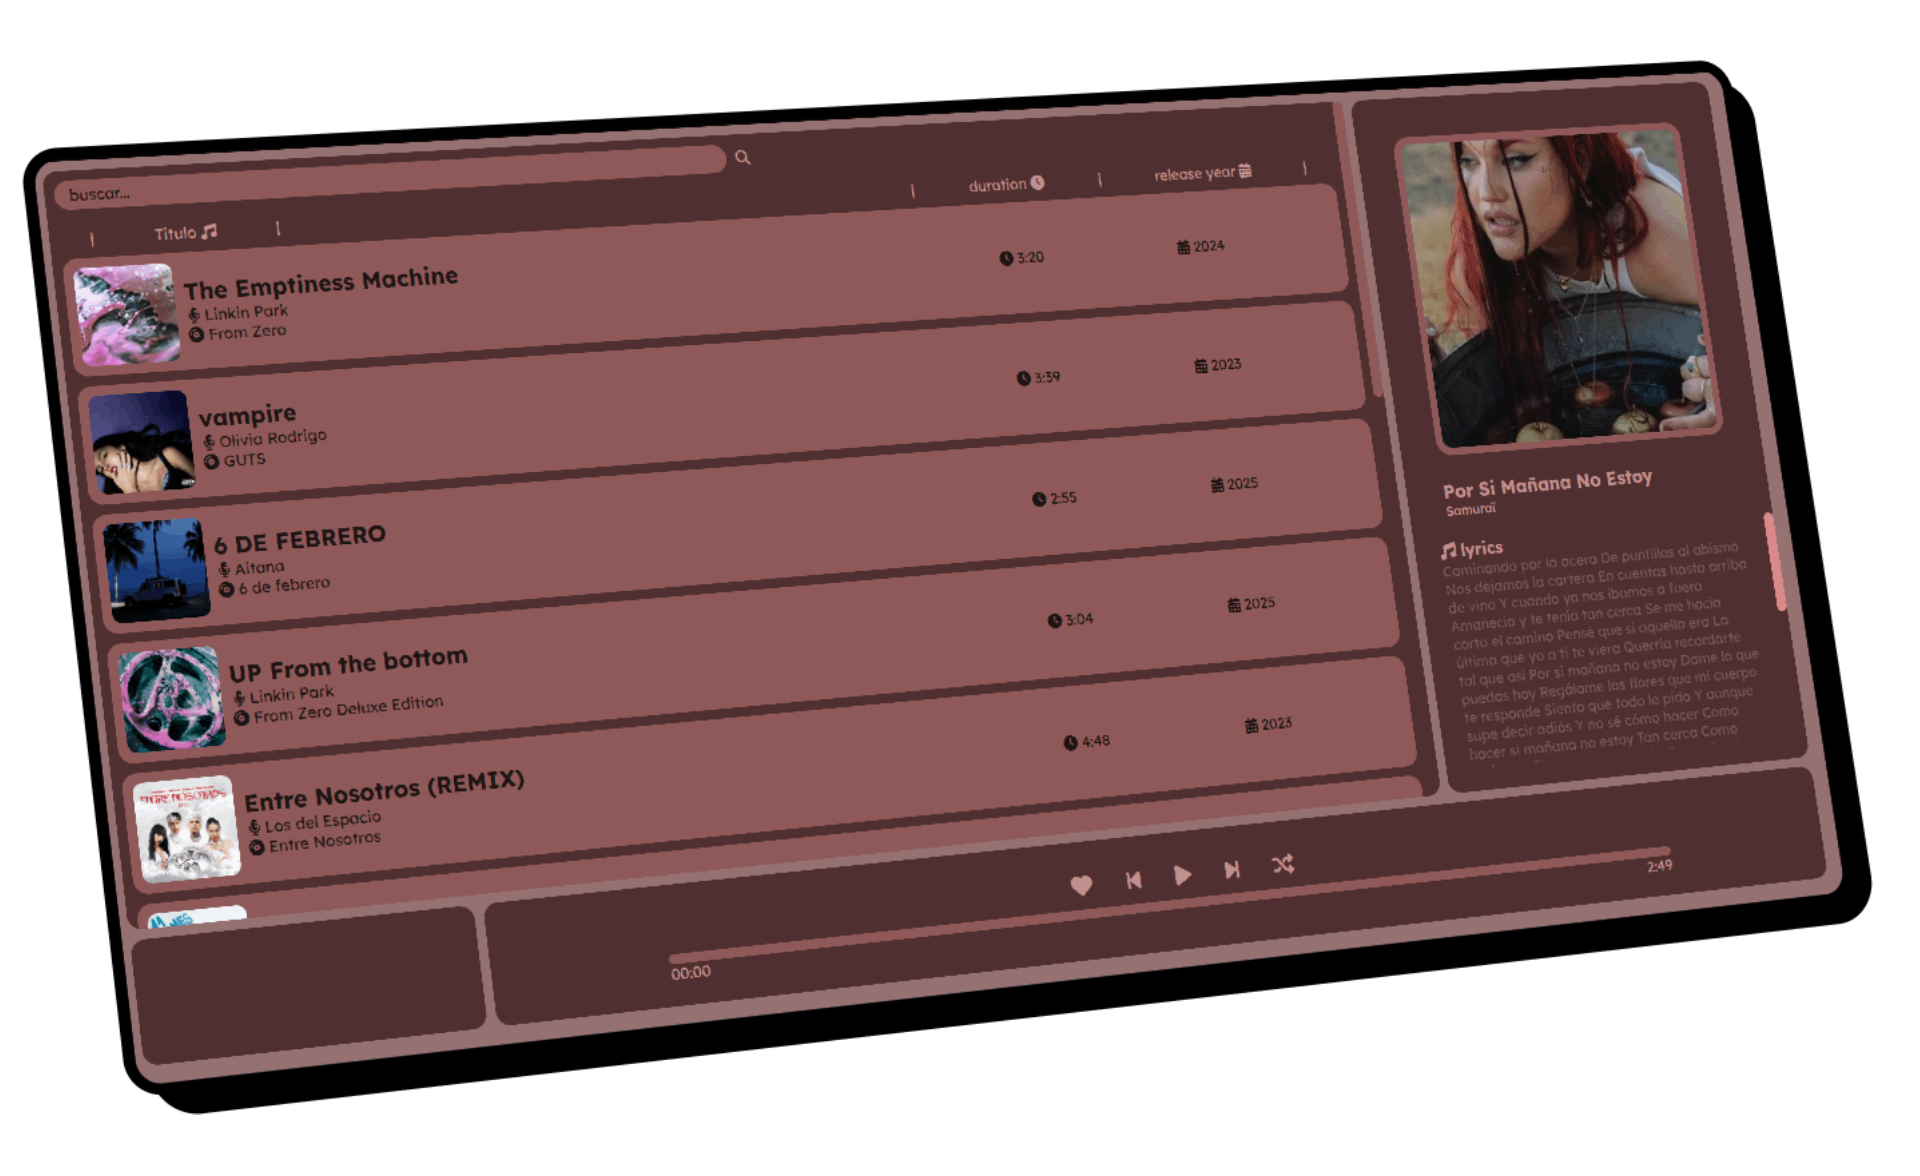 buscar...
Titulo
duration
release year
The Emptiness Machine
Linkin Park
From Zero
3:20
2024
vampire
Olivia Rodrigo
GUTS
3:39
2023
6 DE FEBRERO
Aitana
6 de febrero
2:55
2025
UP From the bottom
Linkin Park
From Zero Deluxe Edition
3:04
2025
ENTRE NOSOTROS
Entre Nosotros (REMIX)
Los del Espacio
Entre Nosotros
4:48
2023
Por Si Mañana No Estoy
Samuraï
lyrics
Caminando por la acera De puntillas al abismo
Nos dejamos la cartera En cuentas hasta arriba
de vino Y cuando ya nos íbamos a fuera
Amanecía y te tenía tan cerca Se me hacía
corto el camino Pensé que si aquella era La
última que yo a ti te viera Querría recordarte
tal que así Por si mañana no estoy Dame lo que
puedas hoy Regálame las flores que mi cuerpo
te responde Siento que todo le pido Y aunque
supe decir adiós Y no sé cómo hacer Como
hacer si mañana no estoy Tan cerca Como
00:00
2:49